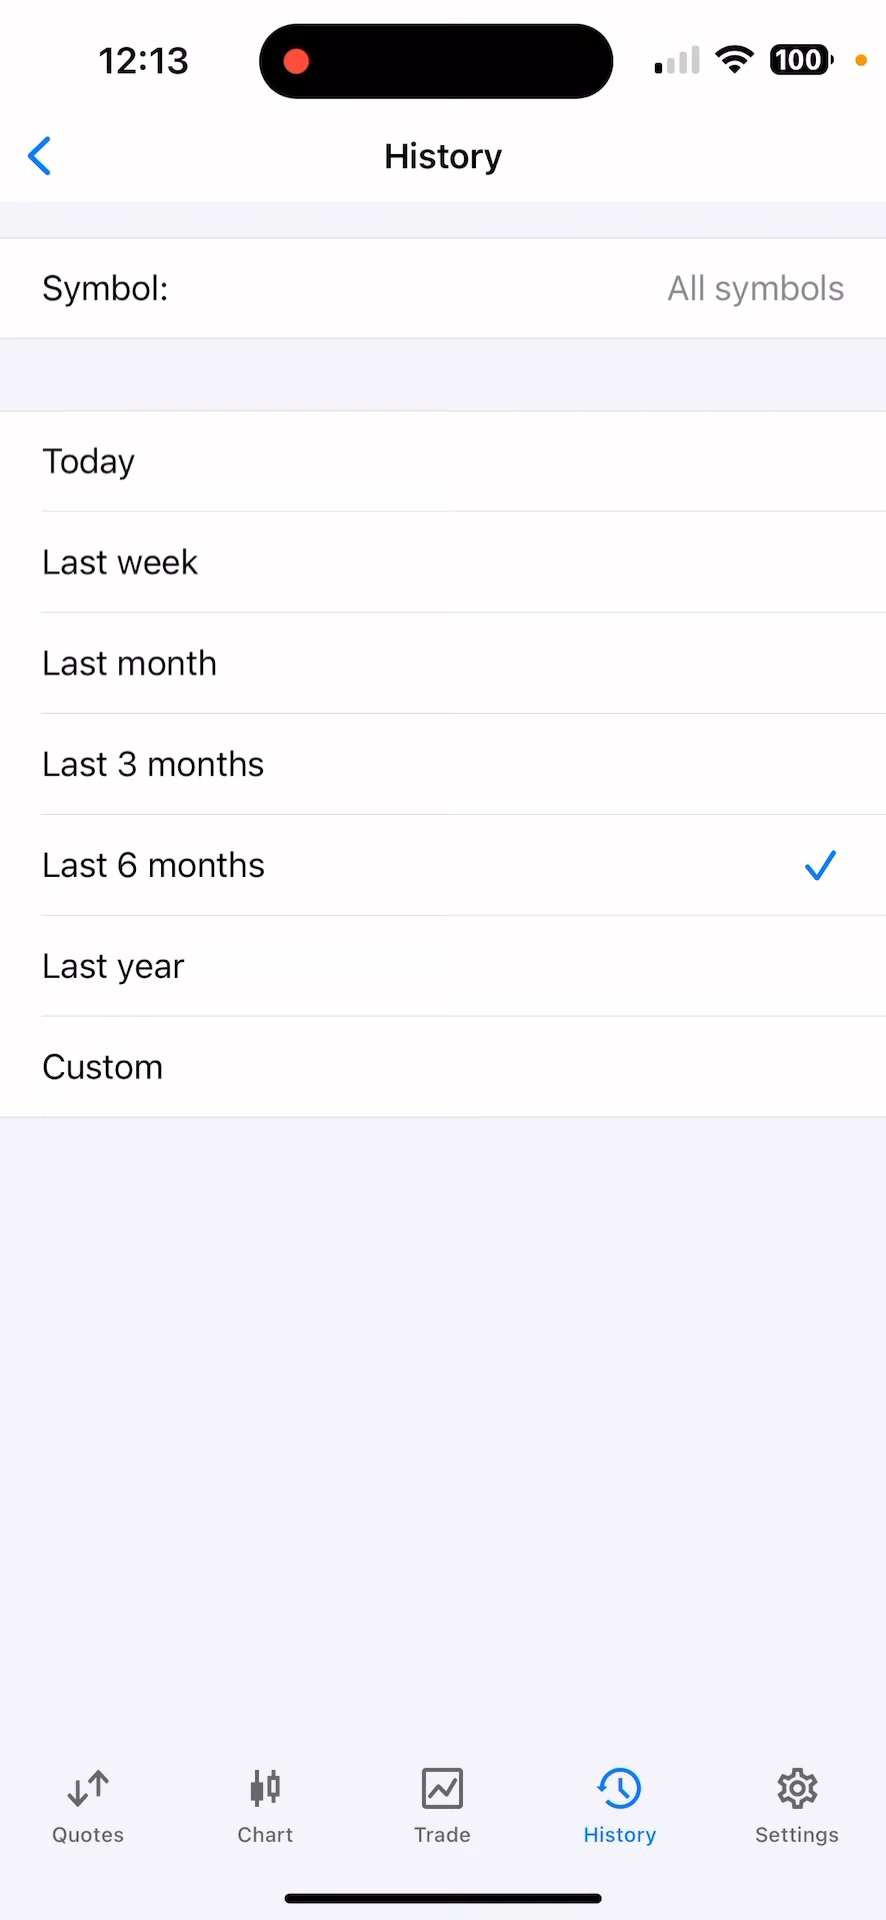 12:13
100
History
Symbol: All symbols
Today
Last week
Last month
Last 3 months
Last 6 months
Last year
Custom
Quotes Chart Trade History Settings